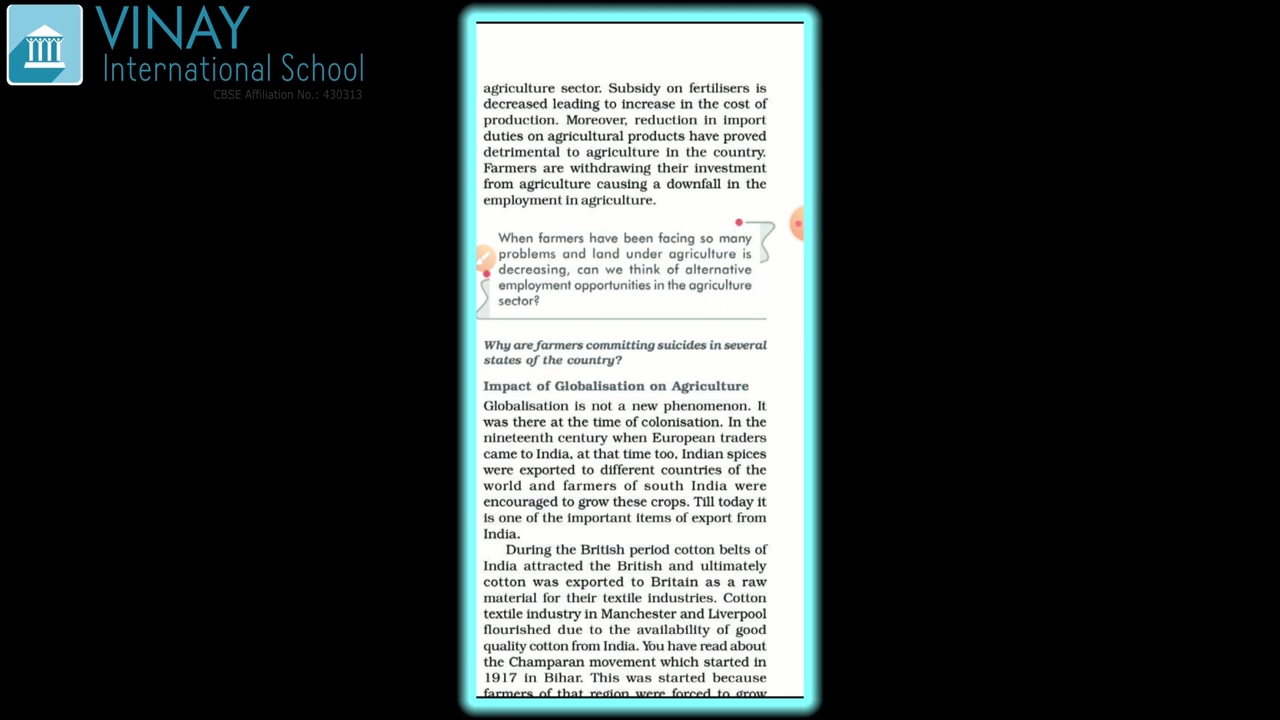 VINAY
International School
CBSE Affiliation No.: 430313
agriculture sector. Subsidy on fertilisers is
decreased leading to increase in the cost of
production. Moreover, reduction in import
duties on agricultural products have proved
detrimental to agriculture in the country.
Farmers are withdrawing their investment
from agriculture causing a downfall in the
employment in agriculture.
When farmers have been facing so many
problems and land under agriculture is
decreasing, can we think of alternative
employment opportunities in the agriculture
sector?
Why are farmers committing suicides in several
states of the country?
Impact of Globalisation on Agriculture
Globalisation is not a new phenomenon. It
was there at the time of colonisation. In the
nineteenth century when European traders
came to India, at that time too, Indian spices
were exported to different countries of the
world and farmers of south India were
encouraged to grow these crops. Till today it
is one of the important items of export from
India.
During the British period cotton belts of
India attracted the British and ultimately
cotton was exported to Britain as a raw
material for their textile industries. Cotton
textile industry in Manchester and Liverpool
flourished due to the availability of good
quality cotton from India. You have read about
the Champaran movement which started in
1917 in Bihar. This was started because
farmers of that region were forced to grow